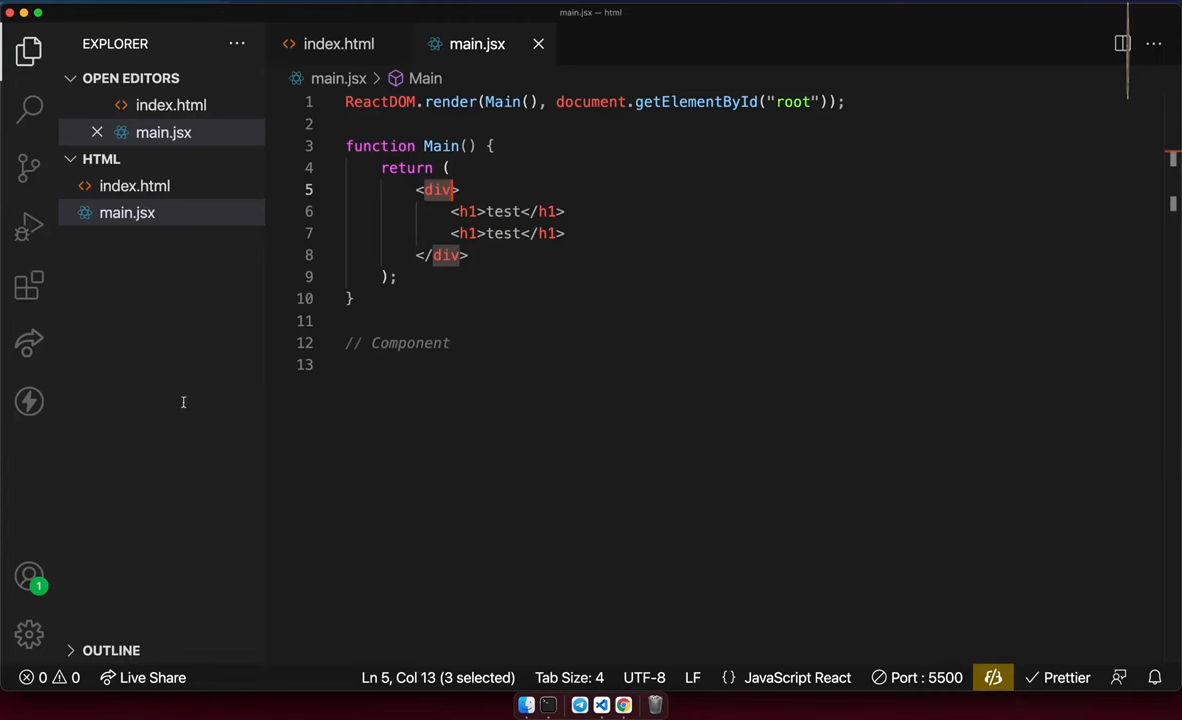 main.jsx — html
EXPLORER
index.html
main.jsx
OPEN EDITORS
main.jsx > Main
index.html
main.jsx
HTML
index.html
main.jsx
1 ReactDOM.render(Main(), document.getElementById("root"));
2
3 function Main() {
4 return (
5 <div>
6 <h1>test</h1>
7 <h1>test</h1>
8 </div>
9 );
10 }
11
12 // Component
13
1
OUTLINE
0 0 Live Share Ln 5, Col 13 (3 selected) Tab Size: 4 UTF-8 LF {} JavaScript React Port : 5500 Prettier